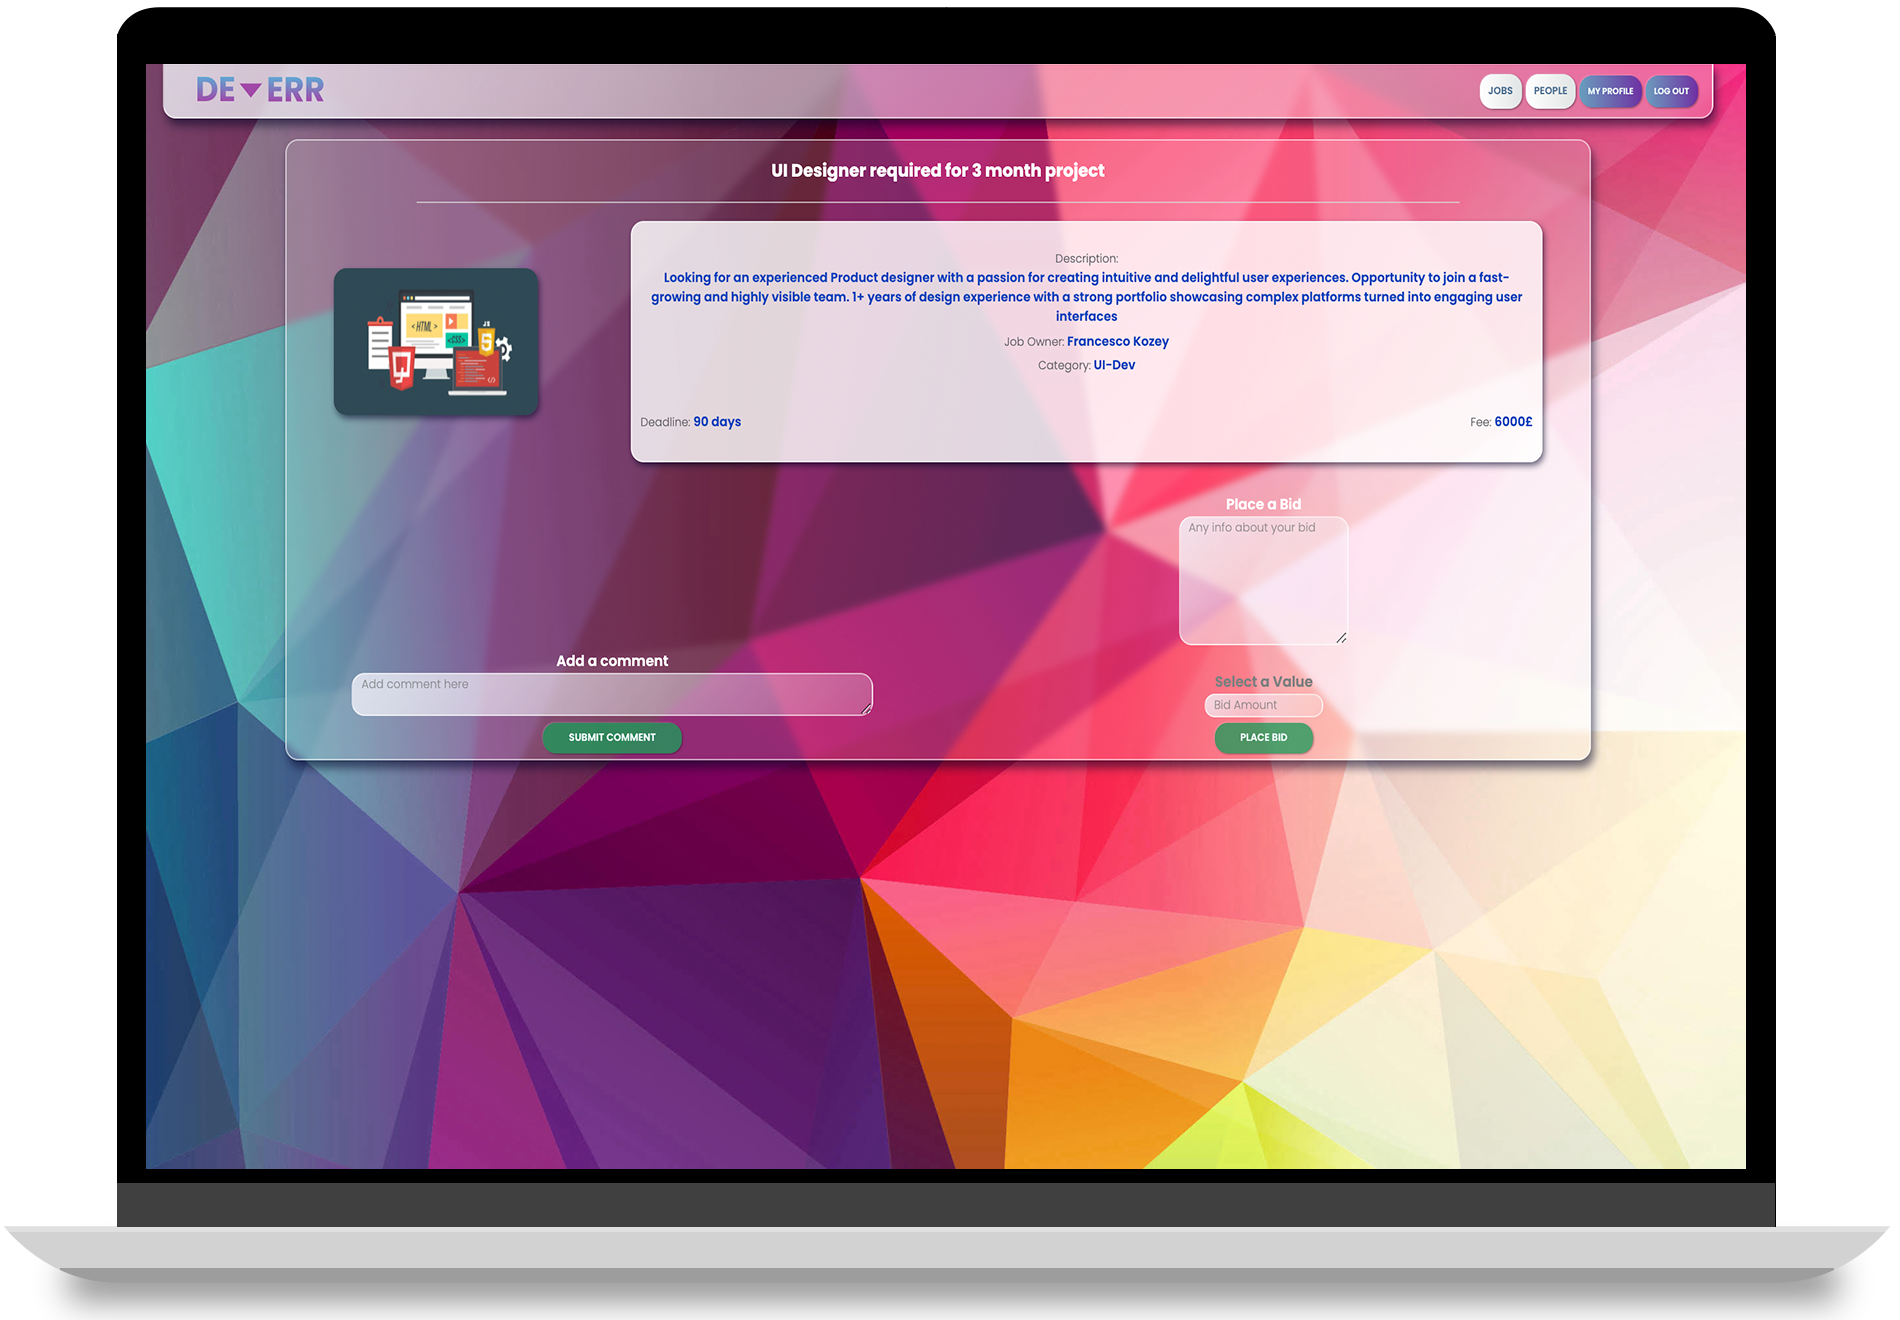 DE▼ERR
JOBS
PEOPLE
MY PROFILE
LOG OUT
UI Designer required for 3 month project
Description:
Looking for an experienced Product designer with a passion for creating intuitive and delightful user experiences. Opportunity to join a fast-
growing and highly visible team. 1+ years of design experience with a strong portfolio showcasing complex platforms turned into engaging user
interfaces
Job Owner: Francesco Kozey
Category: UI-Dev
Deadline: 90 days
Fee: 6000£
< HTML >
<CSS>
JS
</>
Place a Bid
Any info about your bid
Add a comment
Add comment here
SUBMIT COMMENT
Select a Value
Bid Amount
PLACE BID